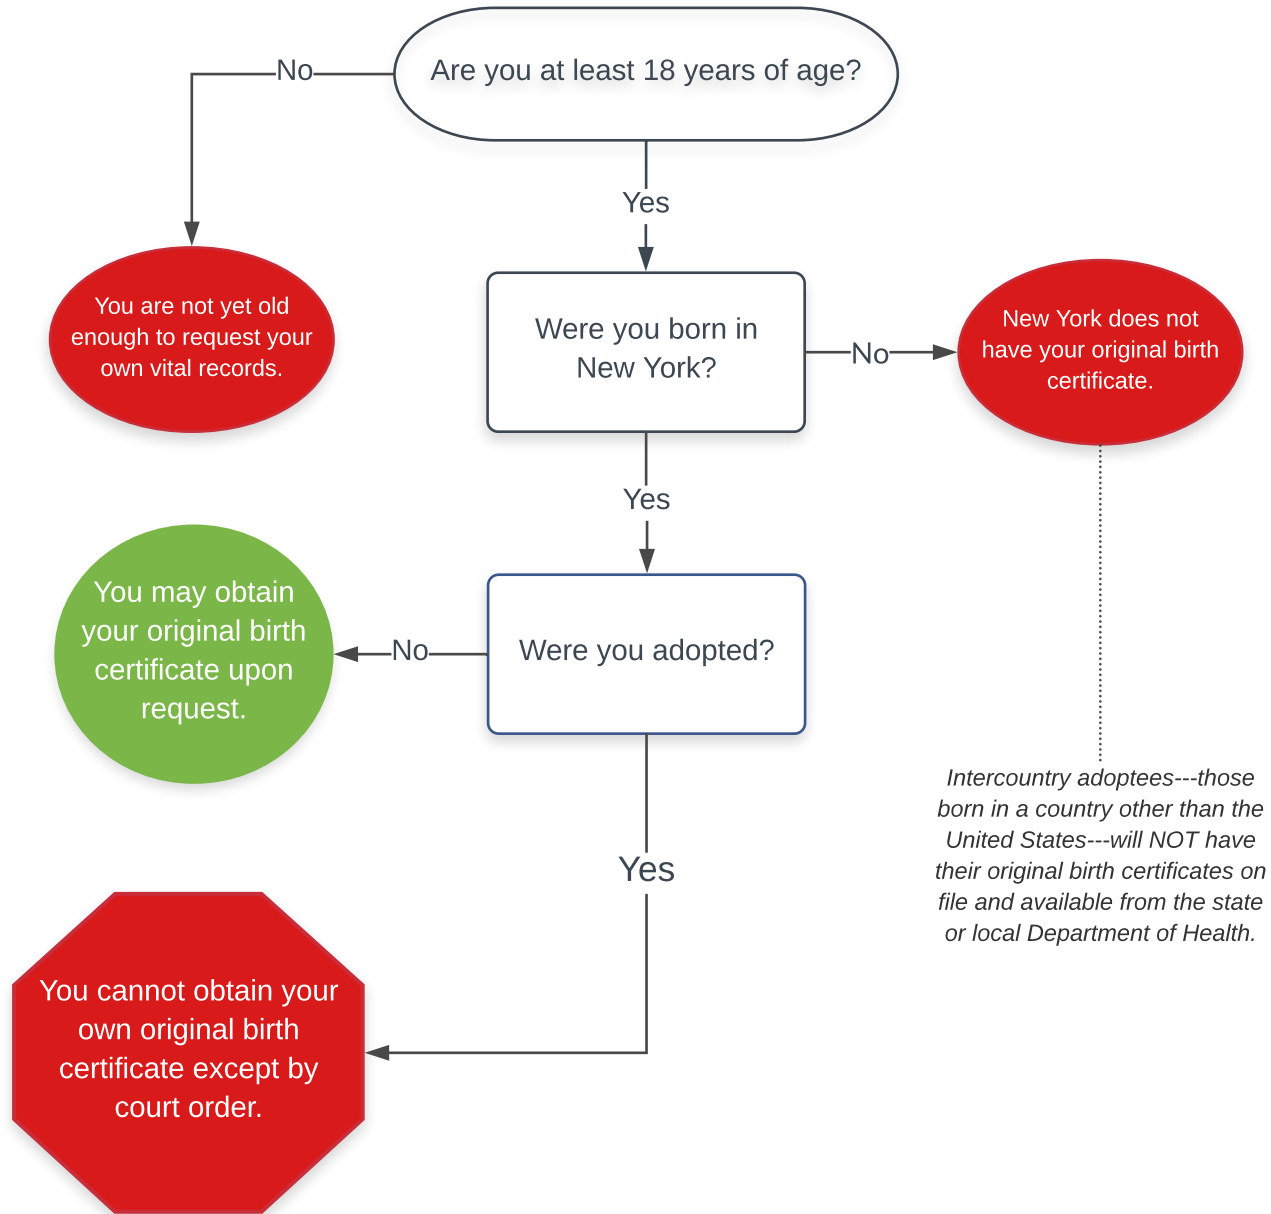 Are you at least 18 years of age?
No
Yes
You are not yet old
enough to request your
own vital records.
Were you born in
New York?
No
New York does not
have your original birth
certificate.
Yes
You may obtain
your original birth
certificate upon
request.
No
Were you adopted?
Intercountry adoptees---those
born in a country other than the
United States---will NOT have
their original birth certificates on
file and available from the state
or local Department of Health.
Yes
You cannot obtain your
own original birth
certificate except by
court order.